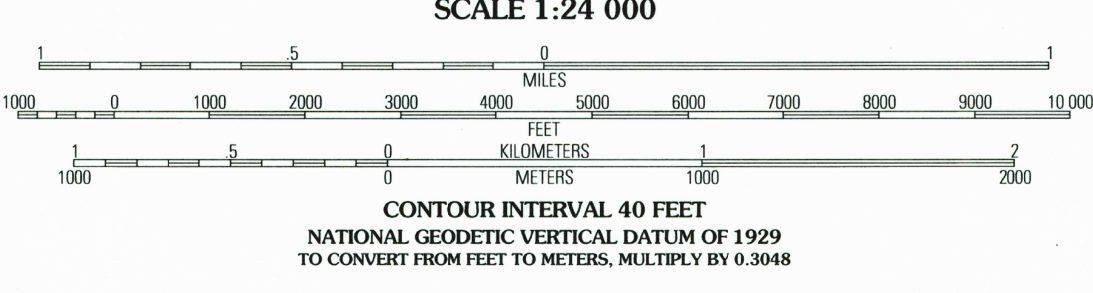 SCALE 1:24 000
1 .5 0 1
MILES
1000 0 1000 2000 3000 4000 5000 6000 7000 8000 9000 10 000
FEET
1 .5 0 KILOMETERS 1 2
1000 0 METERS 1000 2000
CONTOUR INTERVAL 40 FEET
NATIONAL GEODETIC VERTICAL DATUM OF 1929
TO CONVERT FROM FEET TO METERS, MULTIPLY BY 0.3048